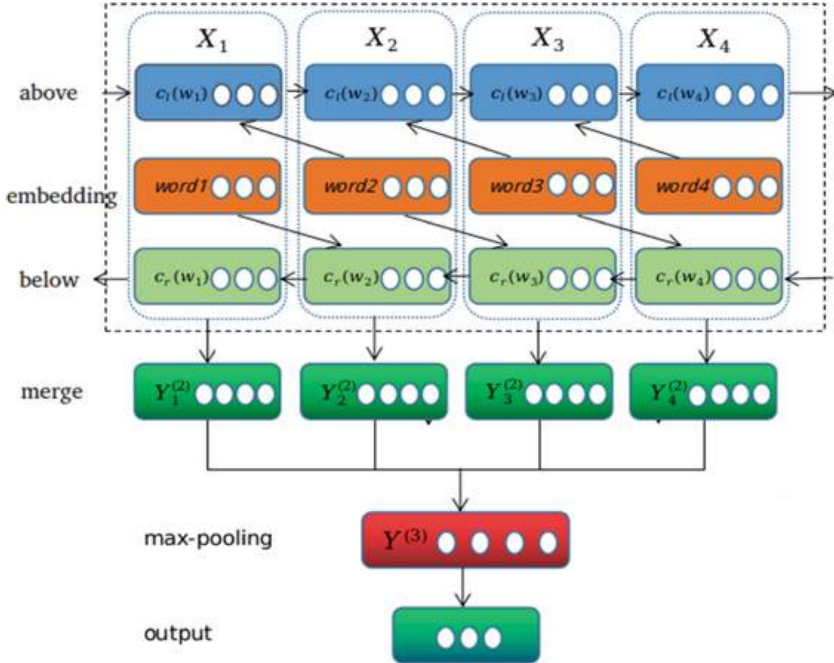 X₁ X₂ X₃ X₄
above cₗ(w₁) cₗ(w₂) cₗ(w₃) cₗ(w₄)
embedding word1 word2 word3 word4
below cᵣ(w₁) cᵣ(w₂) cᵣ(w₃) cᵣ(w₄)
merge Y₁⁽²⁾ Y₂⁽²⁾ Y₃⁽²⁾ Y₄⁽²⁾
max-pooling Y⁽³⁾
output